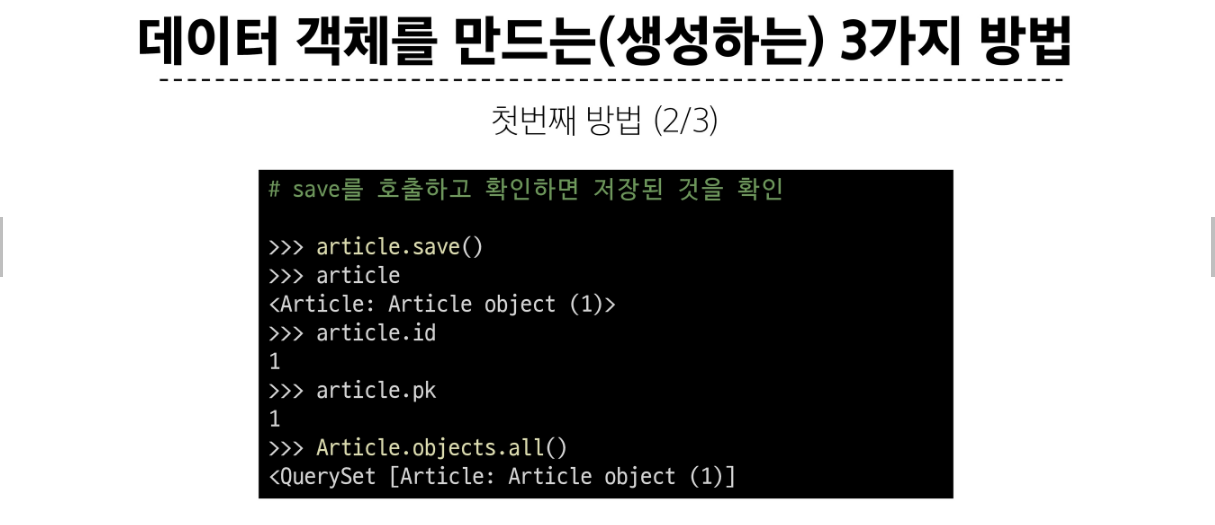 데이터 객체를 만드는(생성하는) 3가지 방법
첫번째 방법 (2/3)
# save를 호출하고 확인하면 저장된 것을 확인
>>> article.save()
>>> article
<Article: Article object (1)>
>>> article.id
1
>>> article.pk
1
>>> Article.objects.all()
<QuerySet [Article: Article object (1)]